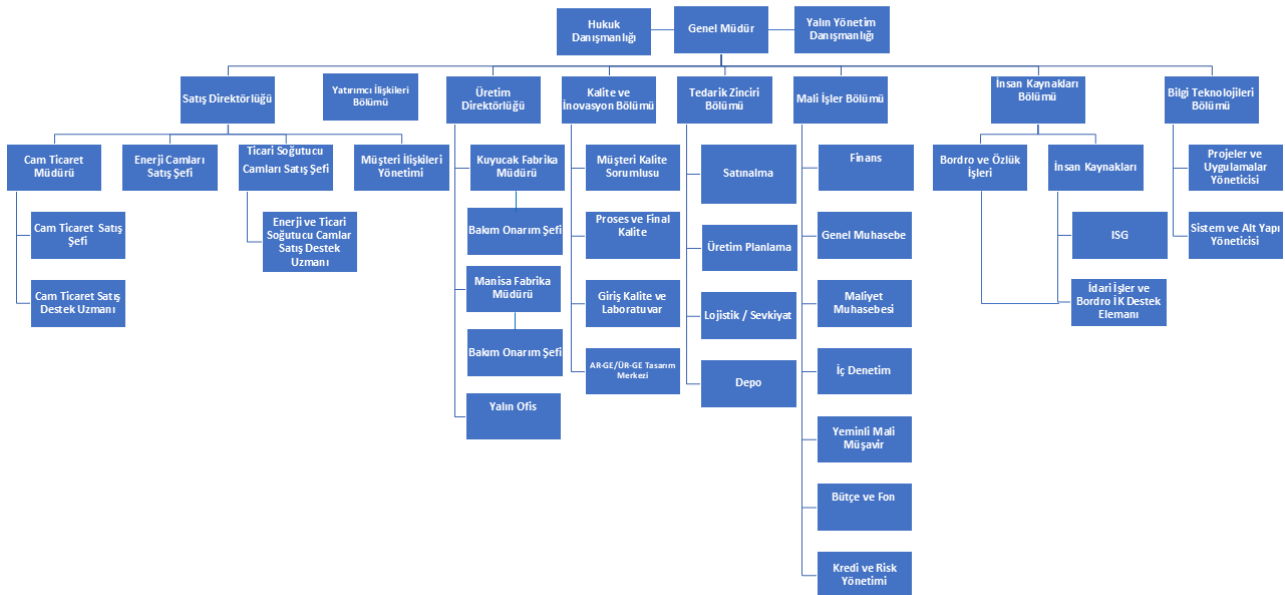 Hukuk
Danışmanlığı
Genel Müdür
Yalın Yönetim
Danışmanlığı
Satış Direktörlüğü
Yatırımcı İlişkileri
Bölümü
Üretim
Direktörlüğü
Kalite ve
İnovasyon Bölümü
Tedarik Zinciri
Bölümü
Mali İşler Bölümü
İnsan Kaynakları
Bölümü
Bilgi Teknolojileri
Bölümü
Cam Ticaret
Müdürü
Enerji Camları
Satış Şefi
Ticari Soğutucu
Camları Satış Şefi
Müşteri İlişkileri
Yönetimi
Kuyucak Fabrika
Müdürü
Müşteri Kalite
Sorumlusu
Satınalma
Finans
Bordro ve Özlük
İşleri
İnsan Kaynakları
Projeler ve
Uygulamalar
Yöneticisi
Cam Ticaret Satış
Şefi
Enerji ve Ticari
Soğutucu Camlar
Satış Destek
Uzmanı
Bakım Onarım Şefi
Proses ve Final
Kalite
Üretim Planlama
Genel Muhasebe
ISG
Sistem ve Alt Yapı
Yöneticisi
Cam Ticaret Satış
Destek Uzmanı
Manisa Fabrika
Müdürü
Giriş Kalite ve
Laboratuvar
Lojistik / Sevkiyat
Maliyet
Muhasebesi
İdari İşler ve
Bordro İK Destek
Elemanı
Bakım Onarım Şefi
AR-GE/ÜR-GE Tasarım
Merkezi
Depo
İç Denetim
Yalın Ofis
Yeminli Mali
Müşavir
Bütçe ve Fon
Kredi ve Risk
Yönetimi